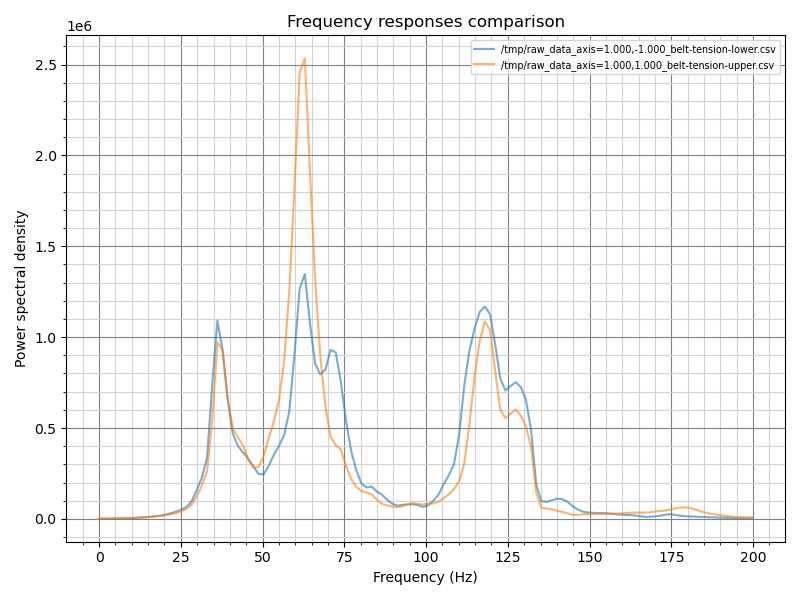 Frequency responses comparison
1e6
/tmp/raw_data_axis=1.000,-1.000_belt-tension-lower.csv
/tmp/raw_data_axis=1.000,1.000_belt-tension-upper.csv
2.5
2.0
1.5
1.0
0.5
0.0
Power spectral density
0 25 50 75 100 125 150 175 200
Frequency (Hz)